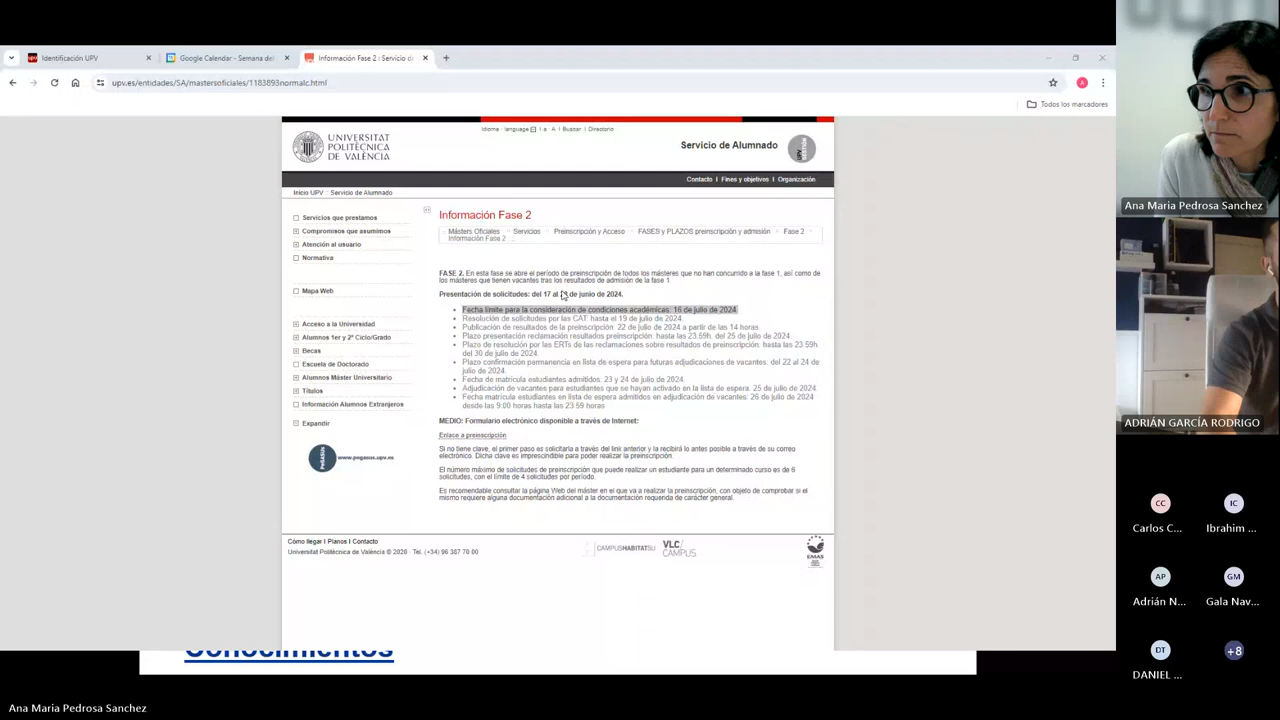 Identificación UPV
Google Calendar - Semana del
Información Fase 2 | Servicio de
upv.es/entidades/SA/mastersoficiales/1183893normalc.html
Todos los marcadores
Idioma · language | a · A | Buscar | Directorio
UNIVERSITAT
POLITÈCNICA
DE VALÈNCIA
Servicio de Alumnado
Contacto | Fines y objetivos | Organización
Inicio UPV :: Servicio de Alumnado
Servicios que prestamos
Compromisos que asumimos
Atención al usuario
Normativa
Mapa Web
Acceso a la Universidad
Alumnos 1er y 2º Ciclo/Grado
Becas
Escuela de Doctorado
Alumnos Máster Universitario
Títulos
Información Alumnos Extranjeros
Expandir
PEGASUS
www.pegasus.upv.es
Información Fase 2
Másters Oficiales Servicios Preinscripción y Acceso FASES y PLAZOS preinscripción y admisión Fase 2
Información Fase 2
FASE 2. En esta fase se abre el período de preinscripción de todos los másteres que no han concurrido a la fase 1, así como de
los másteres que tienen vacantes tras los resultados de admisión de la fase 1
Presentación de solicitudes: del 17 al de junio de 2024.
Fecha límite para la consideración de condiciones académicas: 16 de julio de 2024
Resolución de solicitudes por las CAT: hasta el 19 de julio de 2024.
Publicación de resultados de la preinscripción: 22 de julio de 2024 a partir de las 14 horas.
Plazo presentación reclamación resultados preinscripción: hasta las 23:59h. del 25 de julio de 2024.
Plazo de resolución por las ERTs de las reclamaciones sobre resultados de preinscripción: hasta las 23:59h.
del 30 de julio de 2024.
Plazo confirmación permanencia en lista de espera para futuras adjudicaciones de vacantes: del 22 al 24 de
julio de 2024.
Fecha de matrícula estudiantes admitidos: 23 y 24 de julio de 2024.
Adjudicación de vacantes para estudiantes que se hayan activado en la lista de espera: 25 de julio de 2024.
Fecha matrícula estudiantes en lista de espera admitidos en adjudicación de vacantes: 26 de julio de 2024
desde las 9:00 horas hasta las 23:59 horas
MEDIO: Formulario electrónico disponible a través de Internet:
Enlace a preinscripción
Si no tiene clave, el primer paso es solicitarla a través del link anterior y la recibirá lo antes posible a través de su correo
electrónico. Dicha clave es imprescindible para poder realizar la preinscripción.
El número máximo de solicitudes de preinscripción que puede realizar un estudiante para un determinado curso es de 6
solicitudes, con el límite de 4 solicitudes por período.
Es recomendable consultar la página Web del máster en el que va a realizar la preinscripción, con objeto de comprobar si el
mismo requiere alguna documentación adicional a la documentación requerida de carácter general.
Cómo llegar | Planos | Contacto
Universitat Politècnica de València © 2020 · Tel. (+34) 96 387 70 00
CAMPUSHABITAT5U
VLC/
CAMPUS
EMAS
Conocimientos
Ana Maria Pedrosa Sanchez
Ana Maria Pedrosa Sanchez
ADRIÁN GARCÍA RODRIGO
CC
IC
Carlos C...
Ibrahim ...
AP
GM
Adrián N...
Gala Nav...
DT
+8
DANIEL ...